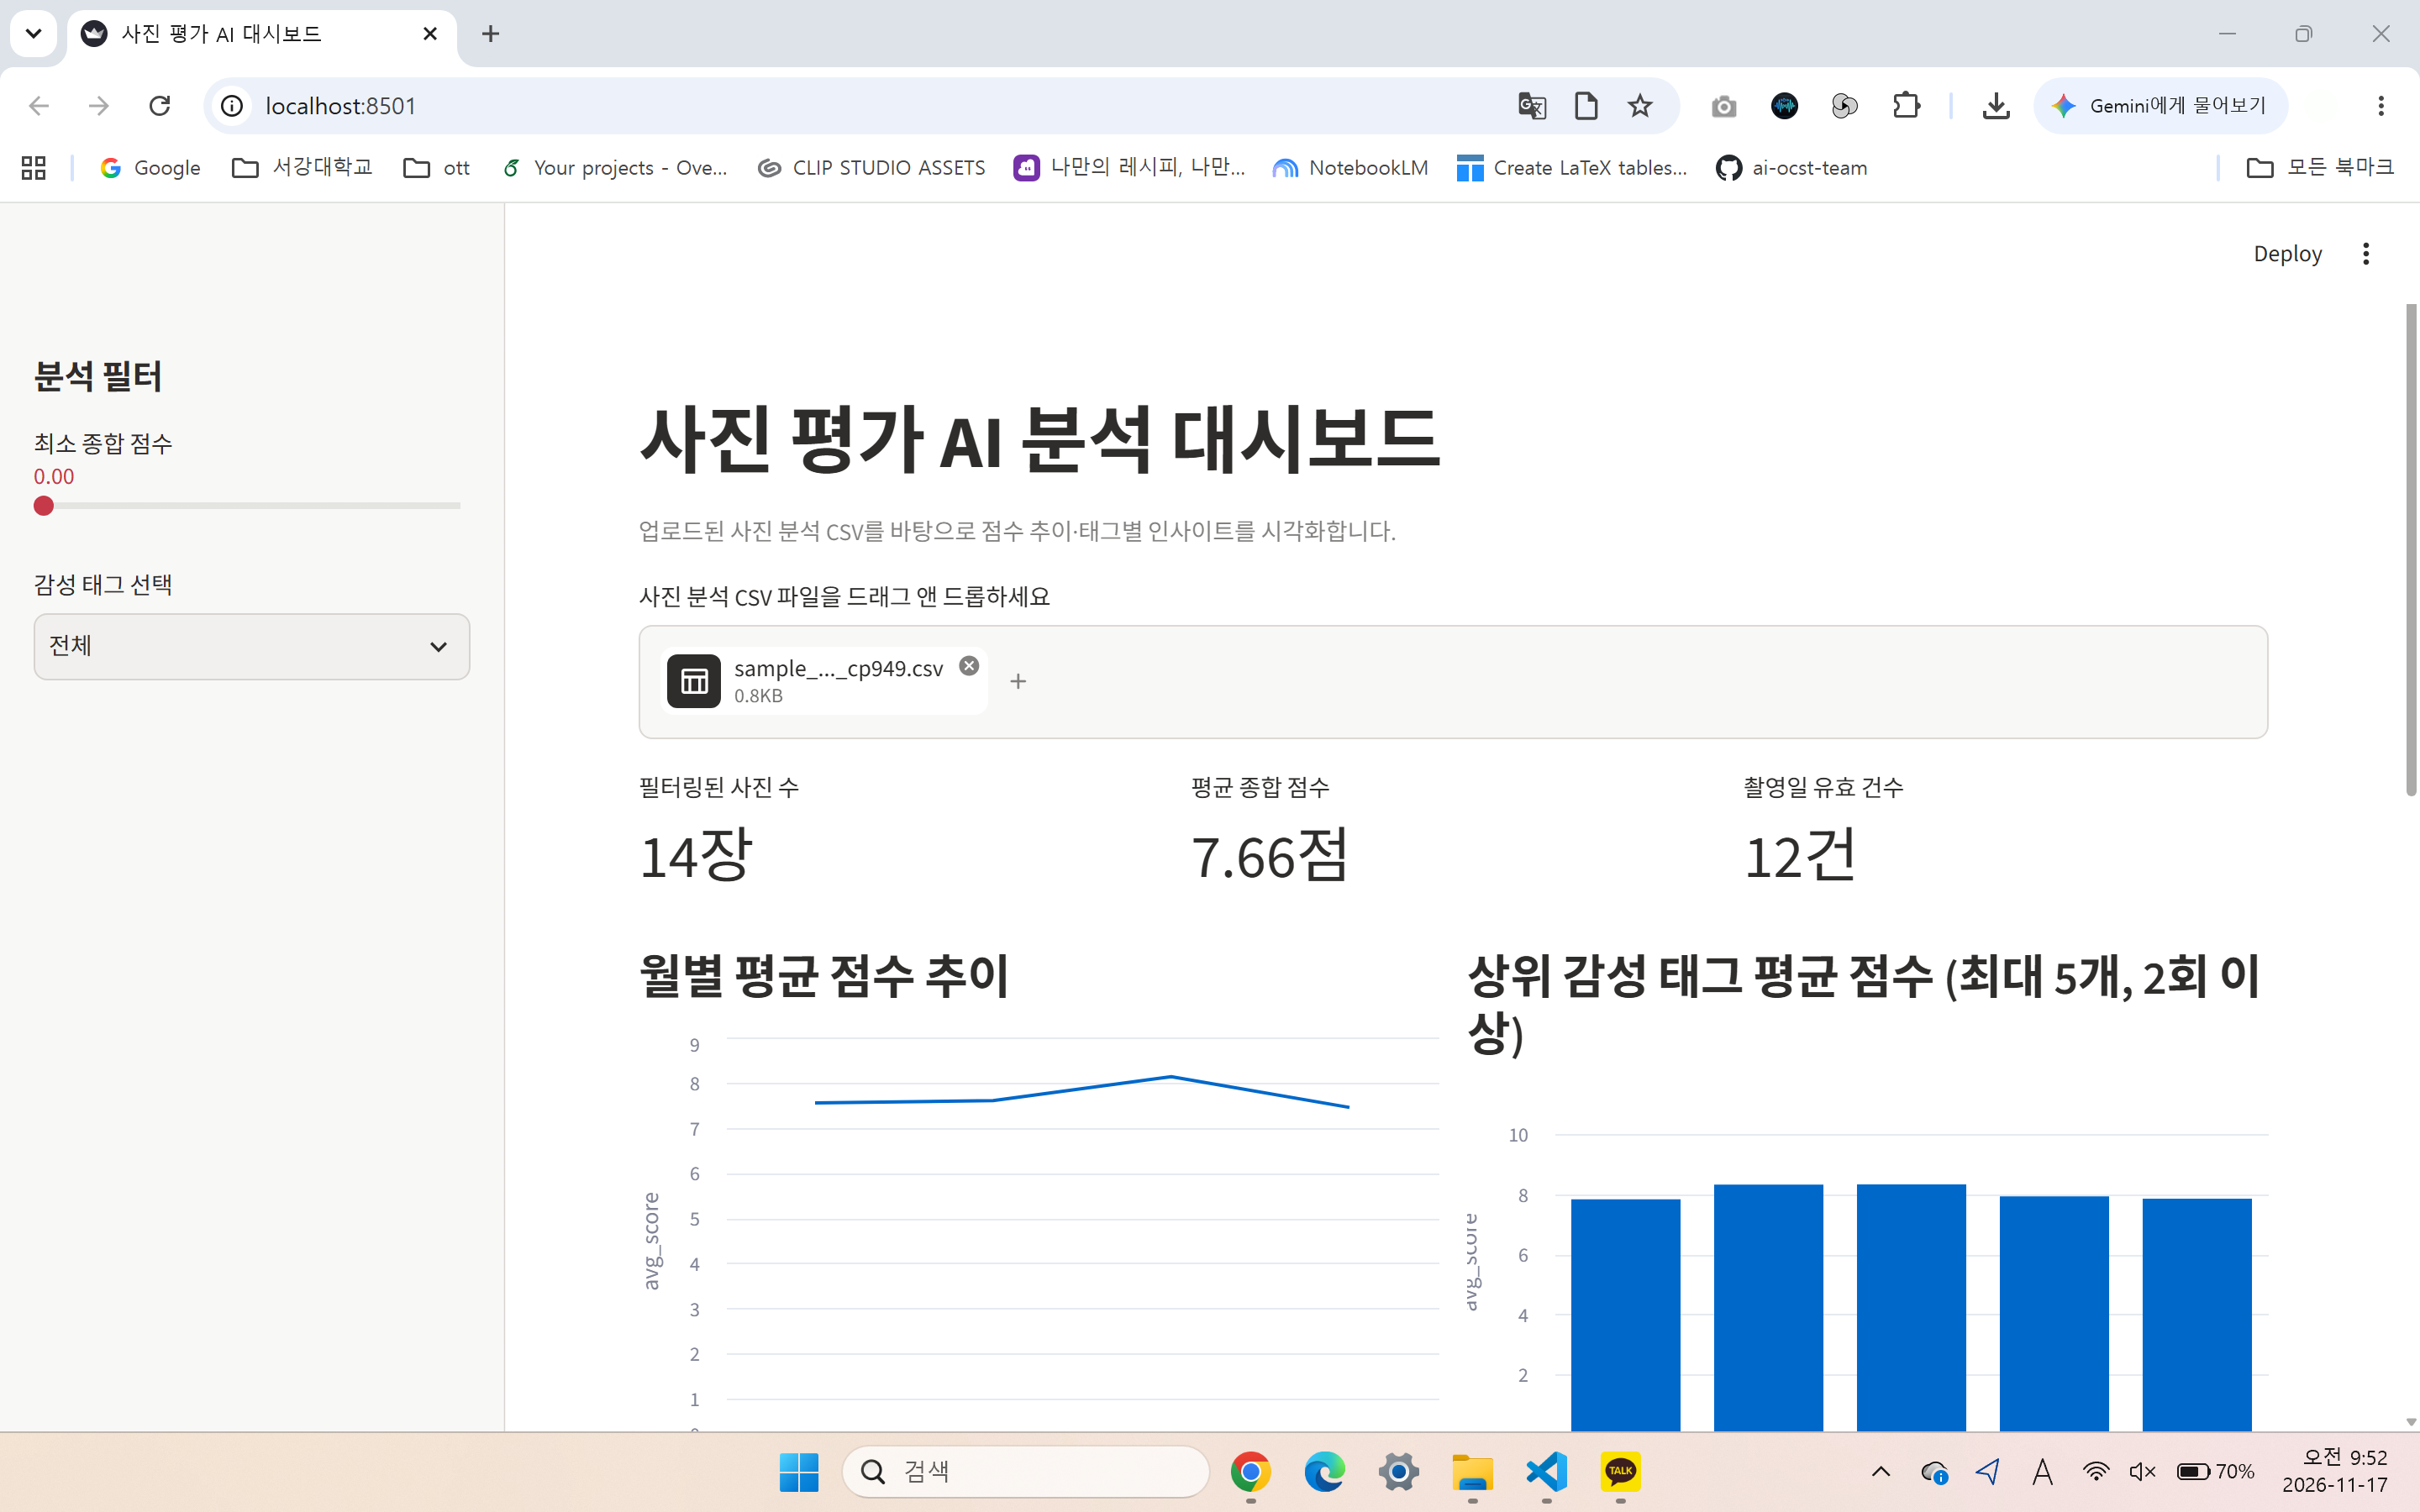 사진 평가 AI 대시보드
localhost:8501
Gemini에게 물어보기
Google
서강대학교
ott
Your projects - Ove...
CLIP STUDIO ASSETS
나만의 레시피, 나만...
NotebookLM
Create LaTeX tables...
ai-ocst-team
모든 북마크
Deploy
분석 필터
최소 종합 점수
0.00
감성 태그 선택
전체
사진 평가 AI 분석 대시보드
업로드된 사진 분석 CSV를 바탕으로 점수 추이·태그별 인사이트를 시각화합니다.
사진 분석 CSV 파일을 드래그 앤 드롭하세요
sample_..._cp949.csv
0.8KB
필터링된 사진 수
14장
평균 종합 점수
7.66점
촬영일 유효 건수
12건
월별 평균 점수 추이
9
8
7
6
5
4
3
2
1
avg_score
상위 감성 태그 평균 점수 (최대 5개, 2회 이
상)
10
8
6
4
2
avg_score
검색
TALK
70%
오전 9:52
2026-11-17